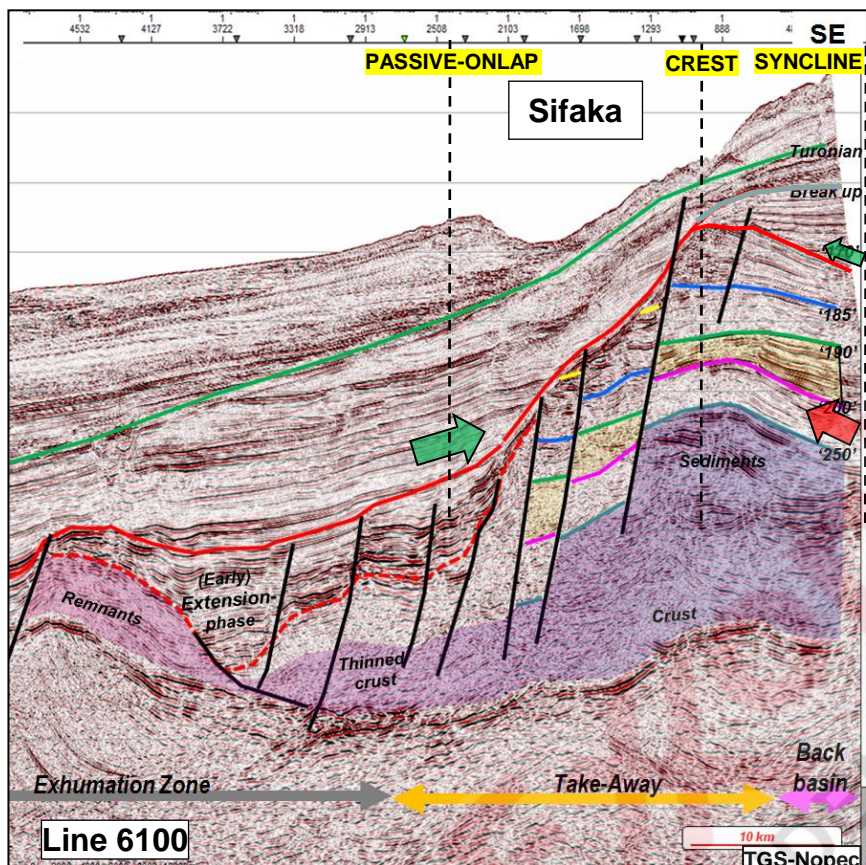 4532 4127 3722 3318 2913 2508 2103 1698 1293 888
SE
PASSIVE-ONLAP CREST SYNCLINE
Sifaka
Turonian
Break up
'185'
'190'
'250'
Sediments
(Early)
Extension-
phase
Remnants
Thinned
crust
Crust
Exhumation Zone
Take-Away
Back
basin
Line 6100
10 km
TGS-Nopec